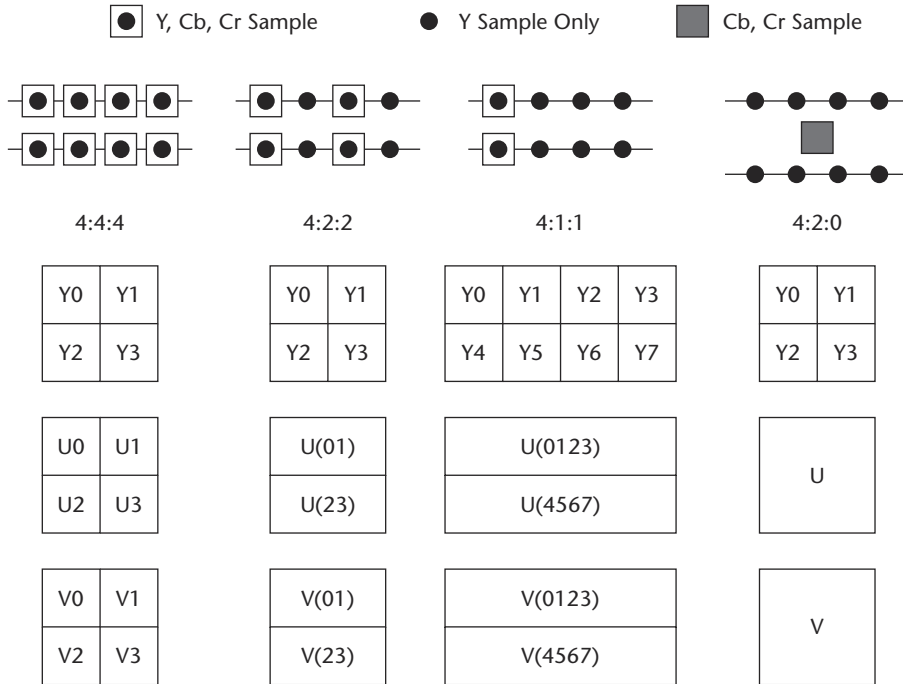 Y, Cb, Cr Sample Y Sample Only Cb, Cr Sample
4:4:4 4:2:2 4:1:1 4:2:0
Y0 Y1 Y0 Y1 Y0 Y1 Y2 Y3 Y0 Y1
Y2 Y3 Y2 Y3 Y4 Y5 Y6 Y7 Y2 Y3
U0 U1 U(01) U(0123) U
U2 U3 U(23) U(4567)
V0 V1 V(01) V(0123) V
V2 V3 V(23) V(4567)